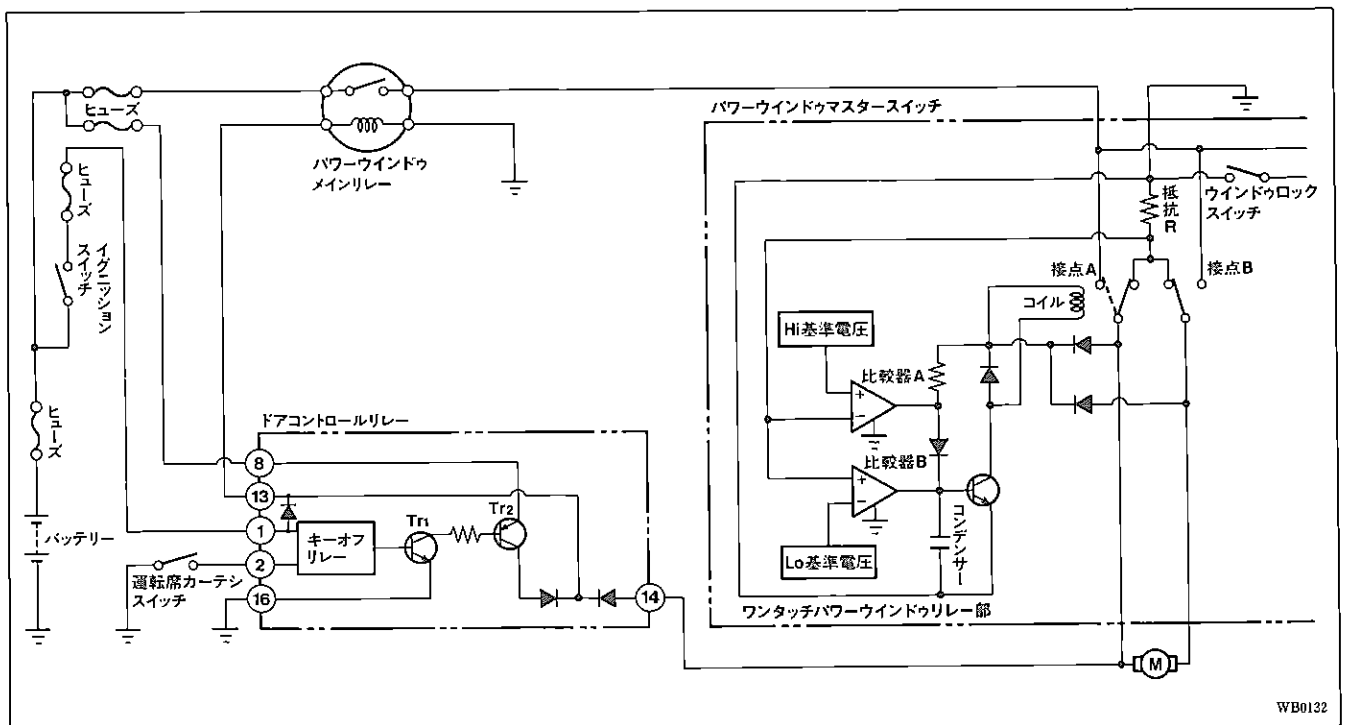 ヒューズ
パワーウインドゥ
メインリレー
パワーウインドゥマスタースイッチ
ウインドゥロック
スイッチ
抵抗R
接点A
接点B
コイル
ヒューズ
イグニッション
スイッチ
Hi基準電圧
比較器A
+
-
比較器B
+
-
Lo基準電圧
コンデンサー
ワンタッチパワーウインドゥリレー部
ヒューズ
バッテリー
ドアコントロールリレー
8
13
1
2
16
14
キーオフ
リレー
Tr1
Tr2
運転席カーテシ
スイッチ
M
WB0132